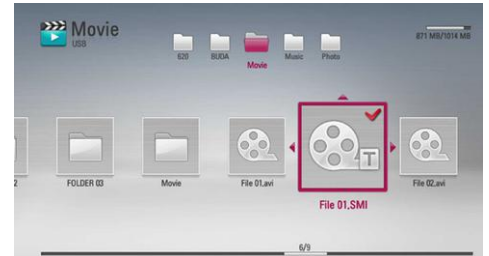 Movie
USB
871 MB/1014 MB
620
BUDA
Movie
Music
Photo
2
FOLDER 03
Movie
File 01.avi
File 01.SMI
File 02.avi
T
6/9